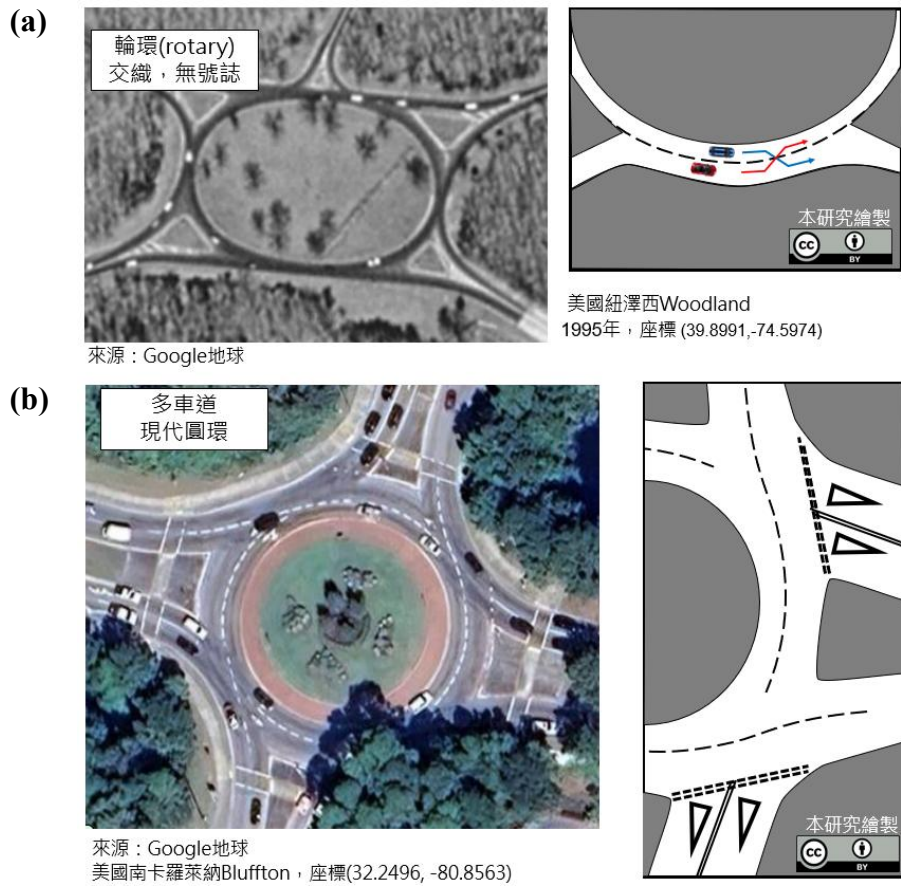 (a)
輪環(rotary)
交織，無號誌
本研究繪製
cc
BY
美國紐澤西Woodland
1995年，座標 (39.8991,-74.5974)
來源：Google地球
(b)
多車道
現代圓環
本研究繪製
cc
BY
來源：Google地球
美國南卡羅萊納Bluffton，座標(32.2496, -80.8563)